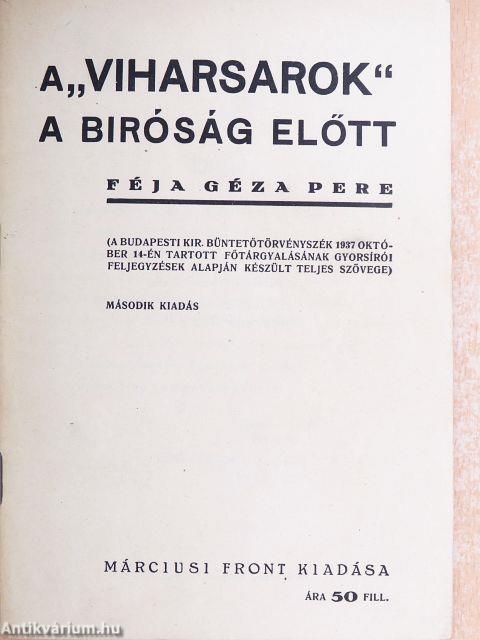 A „VIHARSAROK“
A BIRÓSÁG ELŐTT
FÉJA GÉZA PERE
(A BUDAPESTI KIR. BÜNTETŐTÖRVÉNYSZÉK 1937 OKTÓ-
BER 14-ÉN TARTOTT FŐTÁRGYALÁSÁNAK GYORSÍRÓI
FELJEGYZÉSEK ALAPJÁN KÉSZÜLT TELJES SZÖVEGE)
MÁSODIK KIADÁS
MÁRCIUSI FRONT KIADÁSA
ÁRA 50 FILL.
Antikvárium.hu